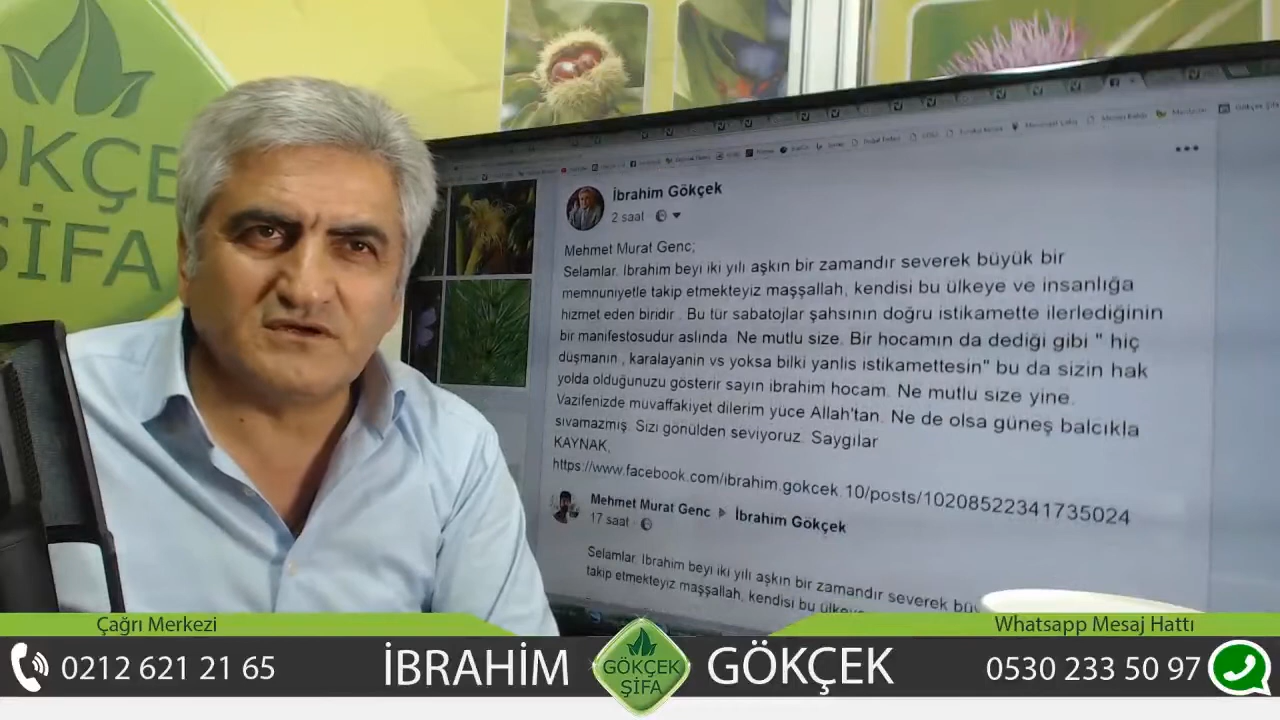 GÖKÇEK
ŞİFA
İbrahim Gökçek
2 saat
Mehmet Murat Genc;
Selamlar. Ibrahim beyi iki yılı aşkın bir zamandır severek büyük bir
memnuniyetle takip etmekteyiz maşşallah, kendisi bu ülkeye ve insanlığa
hizmet eden biridir . Bu tür sabatojlar şahsının doğru istikamette ilerlediğinin
bir manifestosudur aslında. Ne mutlu size. Bir hocamın da dediği gibi " hiç
düşmanın , karalayanin vs yoksa bilki yanlis istikamettesin" bu da sizin hak
yolda olduğunuzu gösterir sayın ibrahim hocam. Ne mutlu size yine.
Vazifenizde muvaffakiyet dilerim yüce Allah'tan. Ne de olsa güneş balcıkla
sıvamazmış. Sizi gönülden seviyoruz. Saygılar
KAYNAK,
https://www.facebook.com/ibrahim.gokcek.10/posts/10208522341735024
Mehmet Murat Genc İbrahim Gökçek
17 saat
Selamlar. Ibrahim beyi iki yılı aşkın bir zamandır severek büy
takip etmekteyiz maşşallah, kendisi bu ülkeye
Çağrı Merkezi
Whatsapp Mesaj Hattı
0212 621 21 65
İBRAHİM
GÖKÇEK
ŞİFA
GÖKÇEK
0530 233 50 97